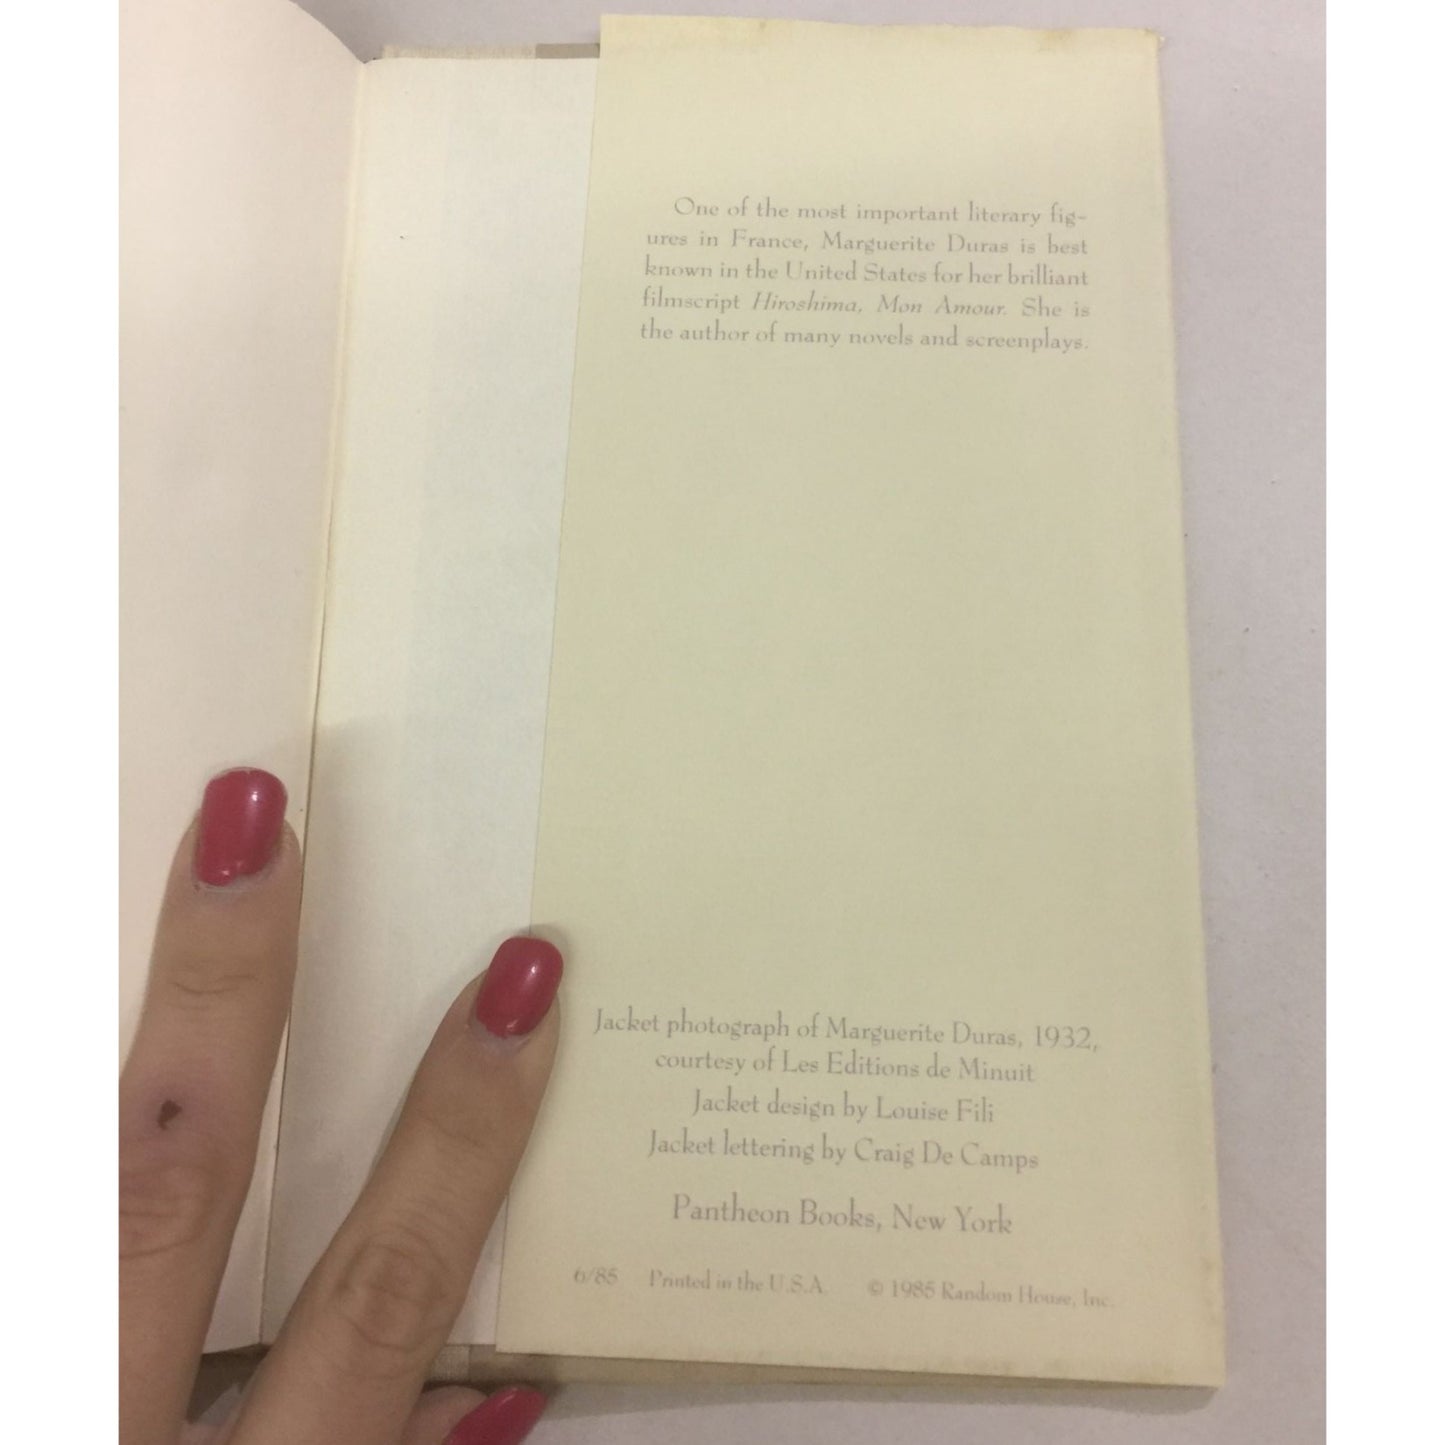 One of the most important literary fig-
ures in France, Marguerite Duras is best
known in the United States for her brilliant
filmscript Hiroshima, Mon Amour. She is
the author of many novels and screenplays.
Jacket photograph of Marguerite Duras, 1932,
courtesy of Les Editions de Minuit
Jacket design by Louise Fili
Jacket lettering by Craig De Camps
Pantheon Books, New York
6/85 Printed in the U.S.A. © 1985 Random House, Inc.